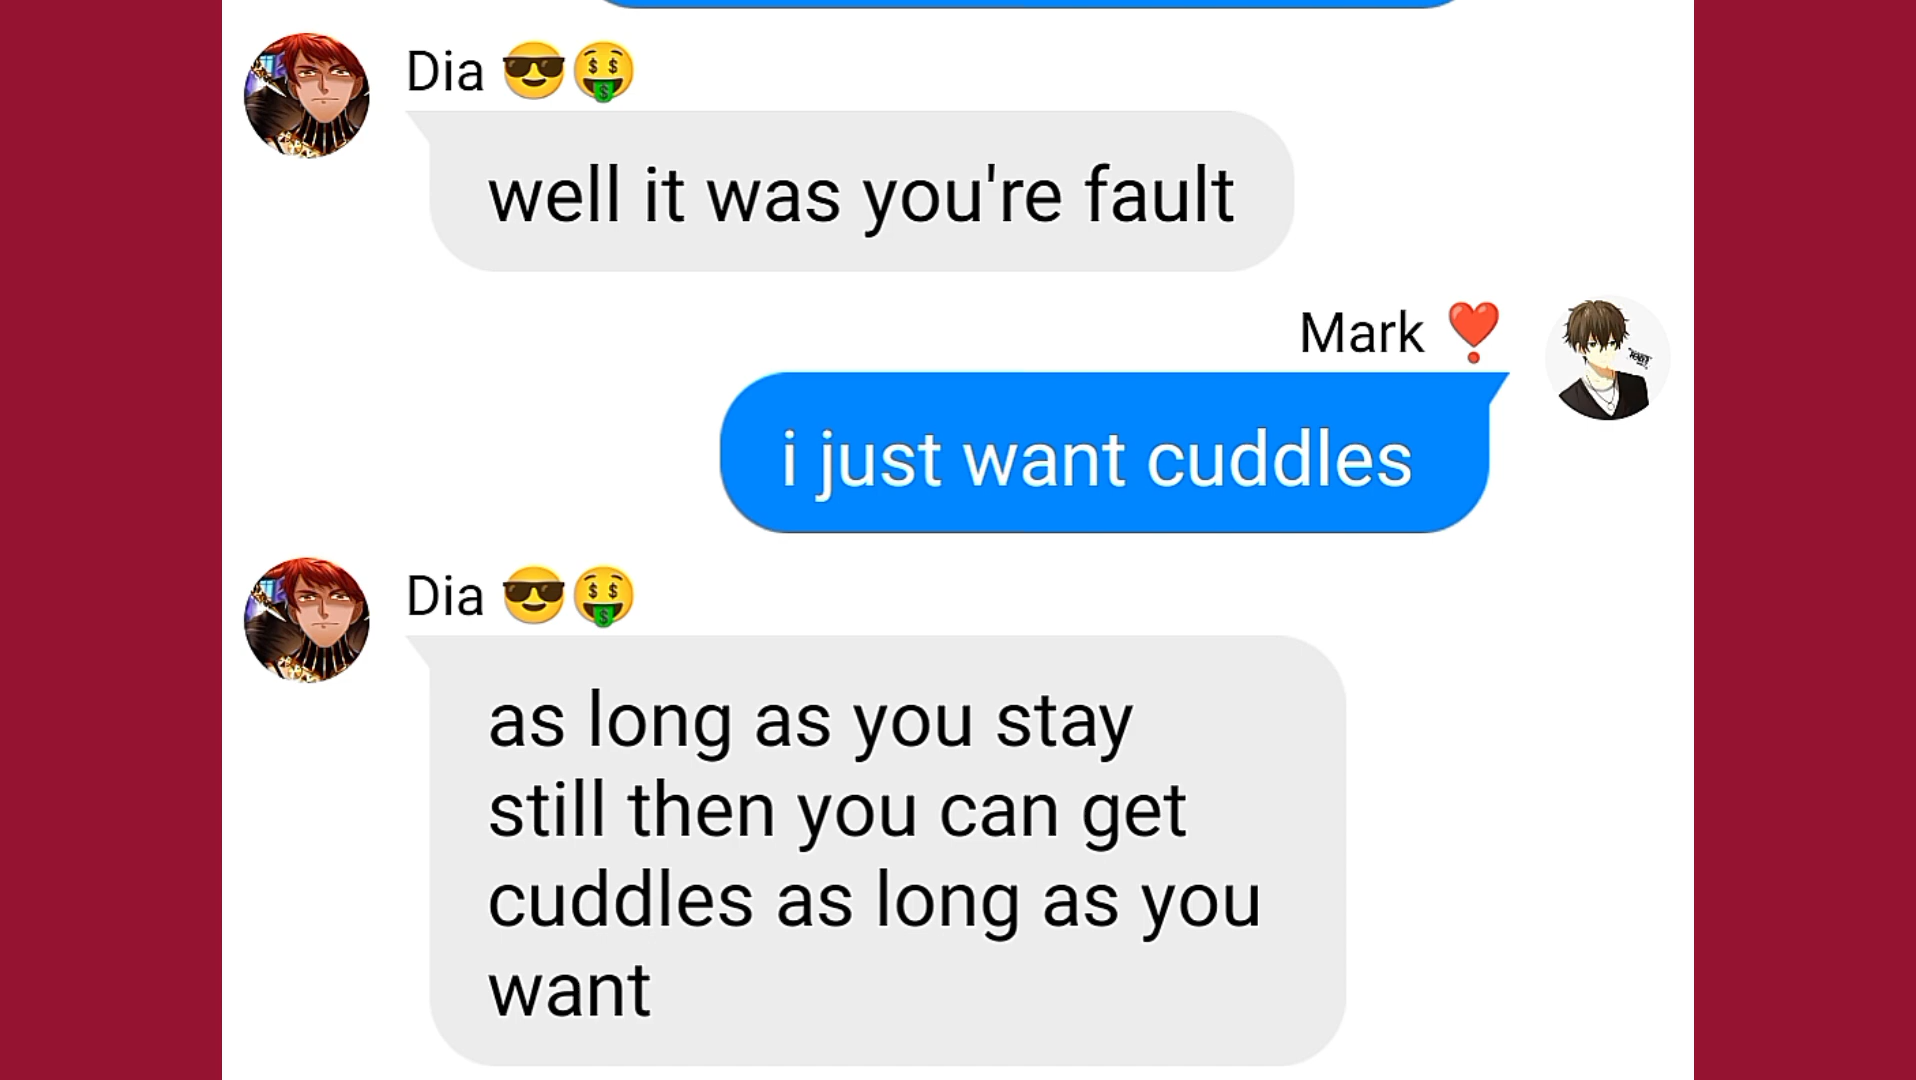 Dia 😎🤑
well it was you're fault
Mark ❣️
i just want cuddles
Dia 😎🤑
as long as you stay
still then you can get
cuddles as long as you
want